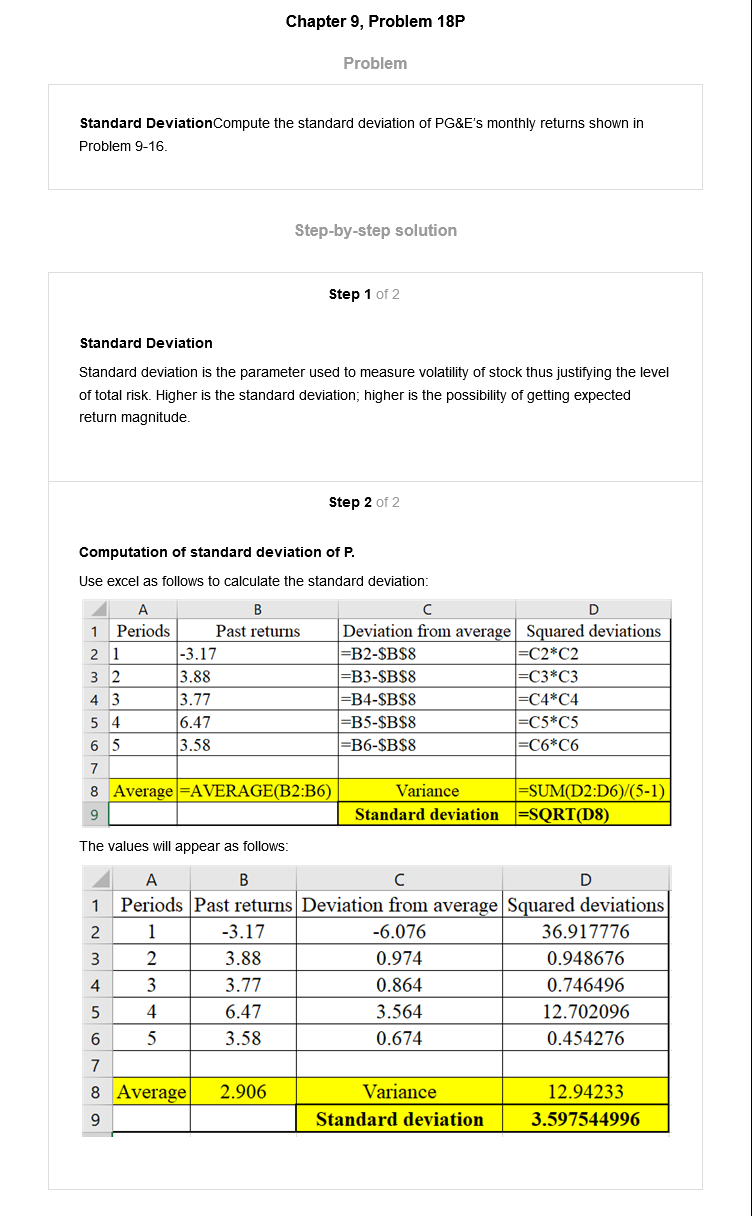 Chapter 9, Problem 18P
Problem
Standard DeviationCompute the standard deviation of PG&E's monthly returns shown in
Problem 9-16.
Step-by-step solution
Step 1 of 2
Standard Deviation
Standard deviation is the parameter used to measure volatility of stock thus justifying the level
of total risk. Higher is the standard deviation; higher is the possibility of getting expected
return magnitude.
Step 2 of 2
Computation of standard deviation of P.
Use excel as follows to calculate the standard deviation:
A B C D
1 Periods Past returns Deviation from average Squared deviations
2 1 -3.17 =B2-$B$8 =C2*C2
3 2 3.88 =B3-$B$8 =C3*C3
4 3 3.77 =B4-$B$8 =C4*C4
5 4 6.47 =B5-$B$8 =C5*C5
6 5 3.58 =B6-$B$8 =C6*C6
7
8 Average =AVERAGE(B2:B6) Variance =SUM(D2:D6)/(5-1)
9 Standard deviation =SQRT(D8)
The values will appear as follows:
A B C D
1 Periods Past returns Deviation from average Squared deviations
2 1 -3.17 -6.076 36.917776
3 2 3.88 0.974 0.948676
4 3 3.77 0.864 0.746496
5 4 6.47 3.564 12.702096
6 5 3.58 0.674 0.454276
7
8 Average 2.906 Variance 12.94233
9 Standard deviation 3.597544996